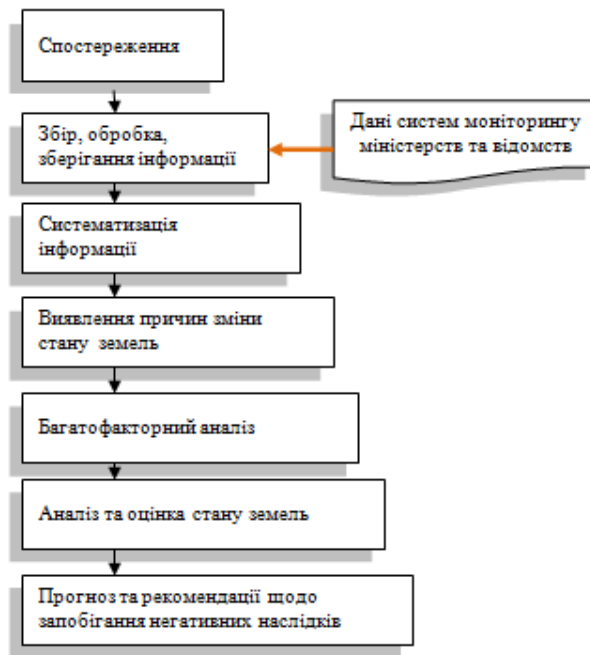 Спостереження
Збір, обробка,
зберігання інформації
Дані систем моніторингу
міністерств та відомств
Систематизація
інформації
Виявлення причин зміни
стану земель
Багатофакторний аналіз
Аналіз та оцінка стану земель
Прогноз та рекомендації щодо
запобігання негативних наслідків